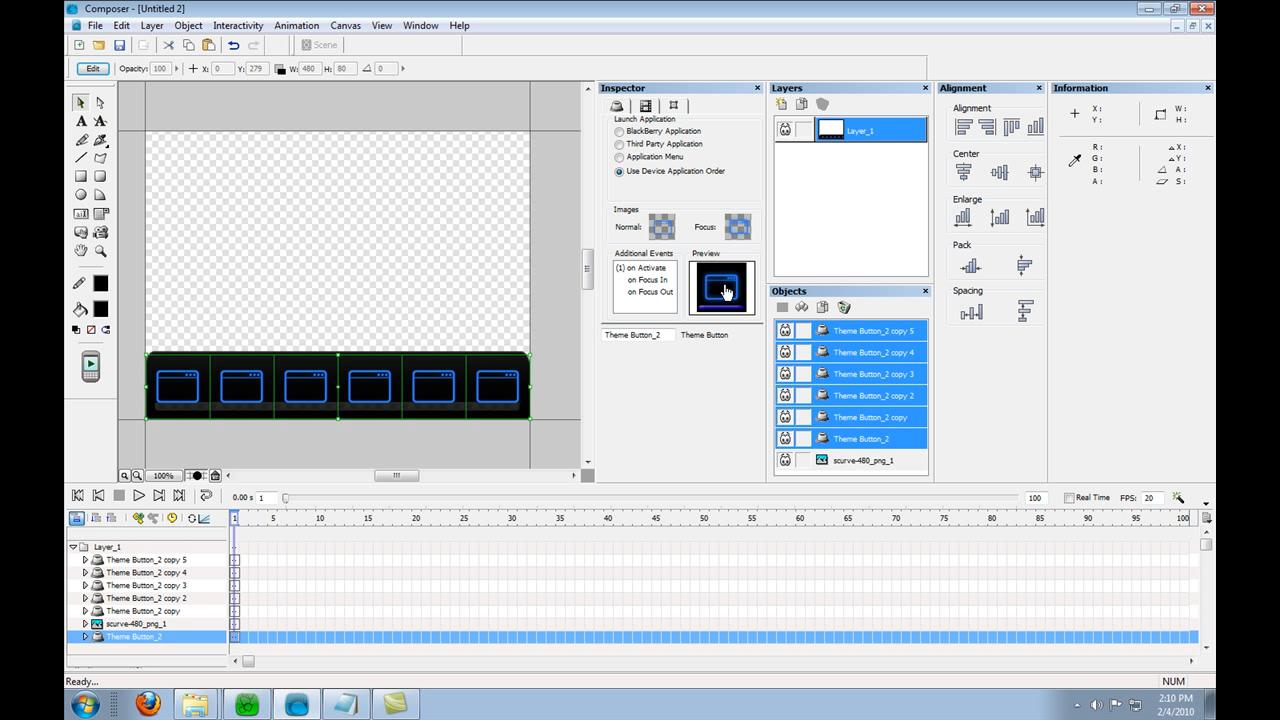 Composer - [Untitled 2]
File Edit Layer Object Interactivity Animation Canvas View Window Help
Scene
Edit Opacity: 100 X: 0 Y: 279 W: 480 H: 80 0
Inspector
Launch Application
BlackBerry Application
Third Party Application
Application Menu
Use Device Application Order
Images
Normal: Focus:
Additional Events Preview
(1) on Activate
on Focus In
on Focus Out
Theme Button_2 Theme Button
Layers
Layer_1
Objects
Theme Button_2 copy 5
Theme Button_2 copy 4
Theme Button_2 copy 3
Theme Button_2 copy 2
Theme Button_2 copy
Theme Button_2
scurve-480_png_1
Alignment
Alignment
Center
Enlarge
Pack
Spacing
Information
X : W :
Y : H :
R : X :
G : Y :
B : A :
A : S :
100%
0.00 s 1 100 Real Time FPS: 20
1 5 10 15 20 25 30 35 40 45 50 55 60 65 70 75 80 85 90 95 100
Layer_1
Theme Button_2 copy 5
Theme Button_2 copy 4
Theme Button_2 copy 3
Theme Button_2 copy 2
Theme Button_2 copy
scurve-480_png_1
Theme Button_2
Ready... NUM
2:10 PM
2/4/2010